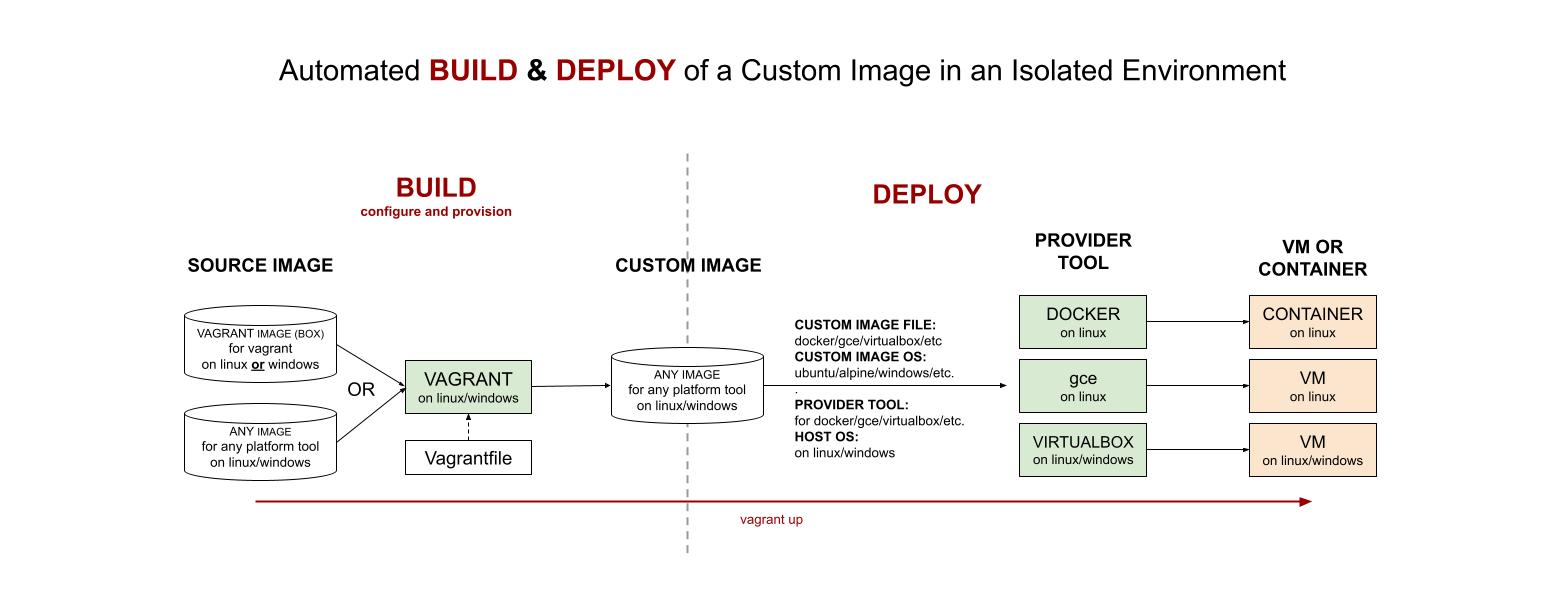 Automated BUILD & DEPLOY of a Custom Image in an Isolated Environment
BUILD
configure and provision
DEPLOY
SOURCE IMAGE
CUSTOM IMAGE
PROVIDER
TOOL
VM OR
CONTAINER
VAGRANT IMAGE (BOX)
for vagrant
on linux or windows
OR
ANY IMAGE
for any platform tool
on linux/windows
VAGRANT
on linux/windows
Vagrantfile
ANY IMAGE
for any platform tool
on linux/windows
CUSTOM IMAGE FILE:
docker/gce/virtualbox/etc
CUSTOM IMAGE OS:
ubuntu/alpine/windows/etc.
.
PROVIDER TOOL:
for docker/gce/virtualbox/etc.
HOST OS:
on linux/windows
DOCKER
on linux
CONTAINER
on linux
gce
on linux
VM
on linux
VIRTUALBOX
on linux/windows
VM
on linux/windows
vagrant up